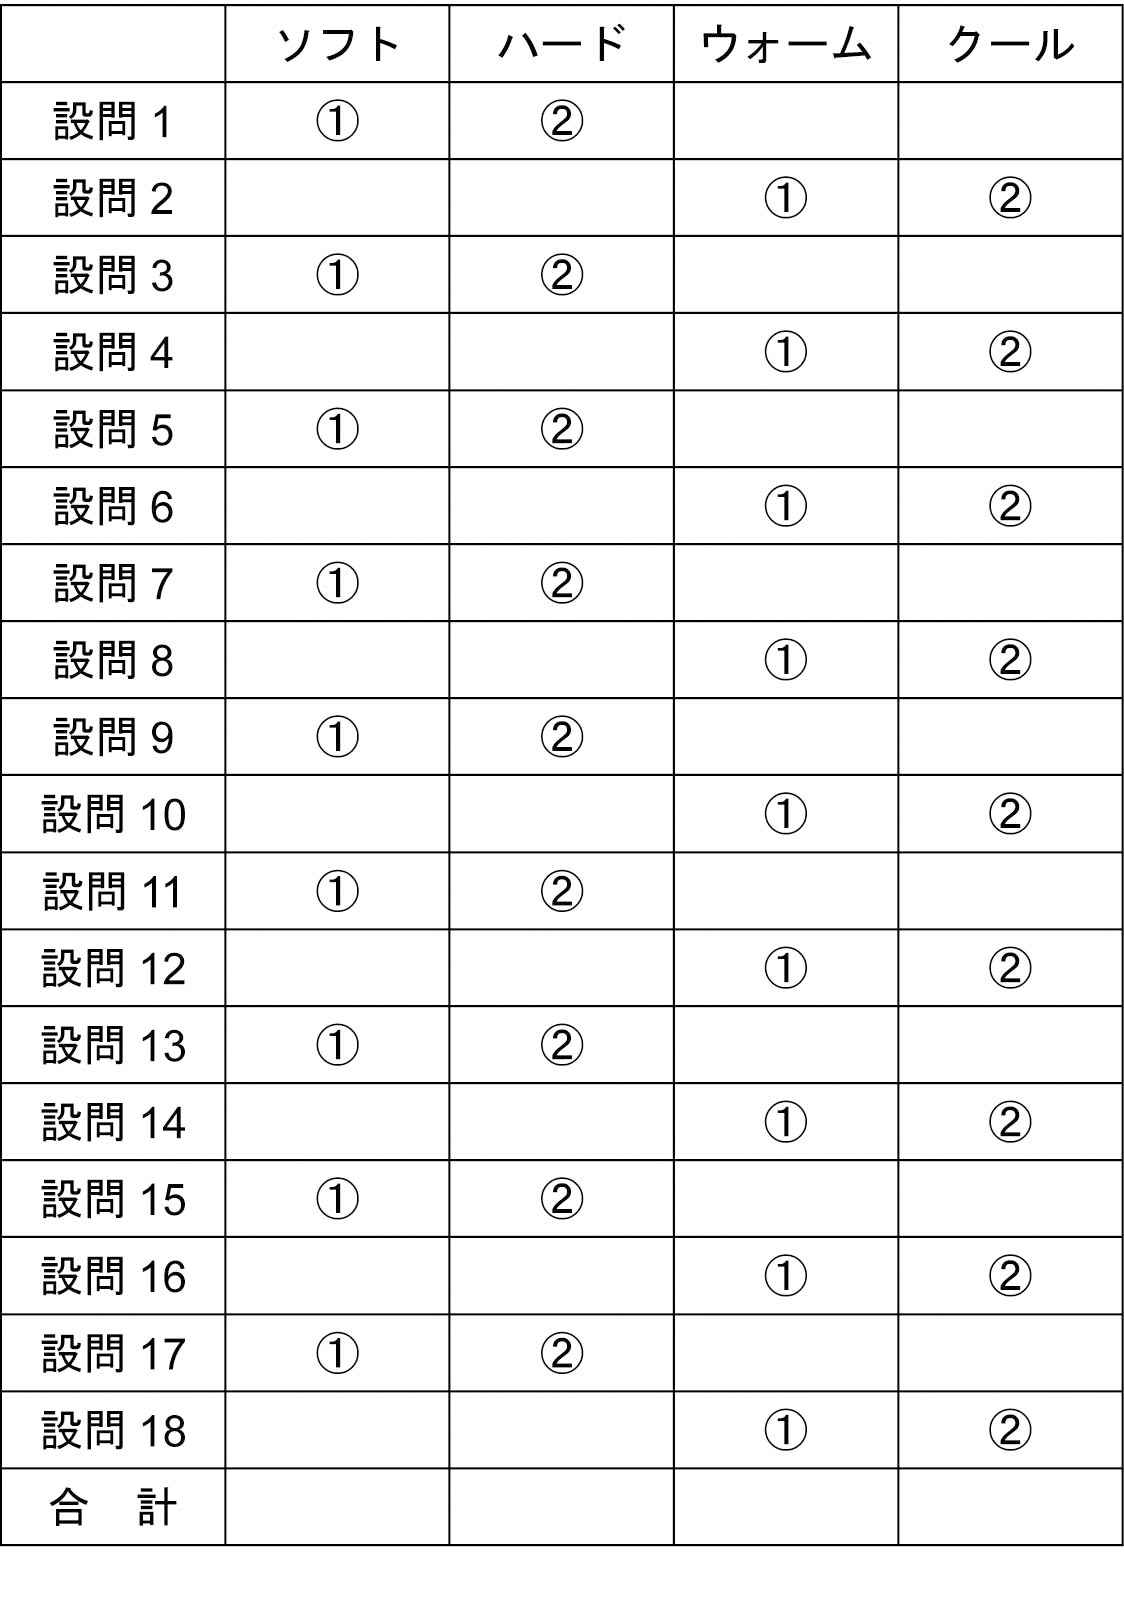 ソフト ハード ウォーム クール
設問 1 ① ②
設問 2 ① ②
設問 3 ① ②
設問 4 ① ②
設問 5 ① ②
設問 6 ① ②
設問 7 ① ②
設問 8 ① ②
設問 9 ① ②
設問 10 ① ②
設問 11 ① ②
設問 12 ① ②
設問 13 ① ②
設問 14 ① ②
設問 15 ① ②
設問 16 ① ②
設問 17 ① ②
設問 18 ① ②
合 計